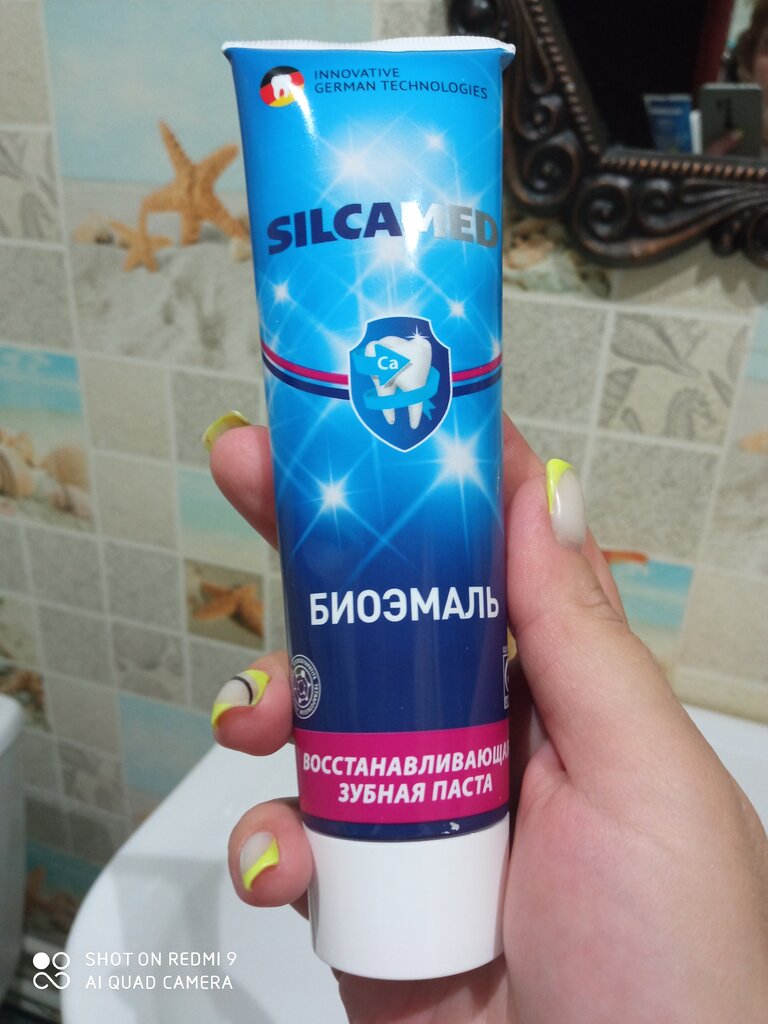 INNOVATIVE
GERMAN TECHNOLOGIES
SILCAMED
Ca
БИОЭМАЛЬ
ВОССТАНАВЛИВАЮЩА
ЗУБНАЯ ПАСТА
SHOT ON REDMI 9
AI QUAD CAMERA